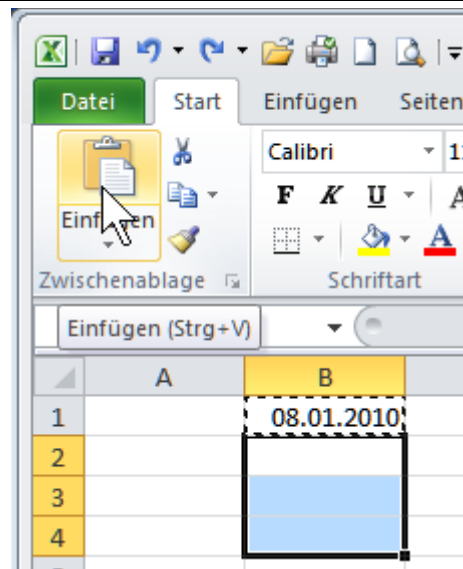 Datei Start Einfügen Seiten
Calibri
F K U A
Einfügen A
Zwischenablage Schriftart
Einfügen (Strg+V)
A B
1 08.01.2010
2
3
4